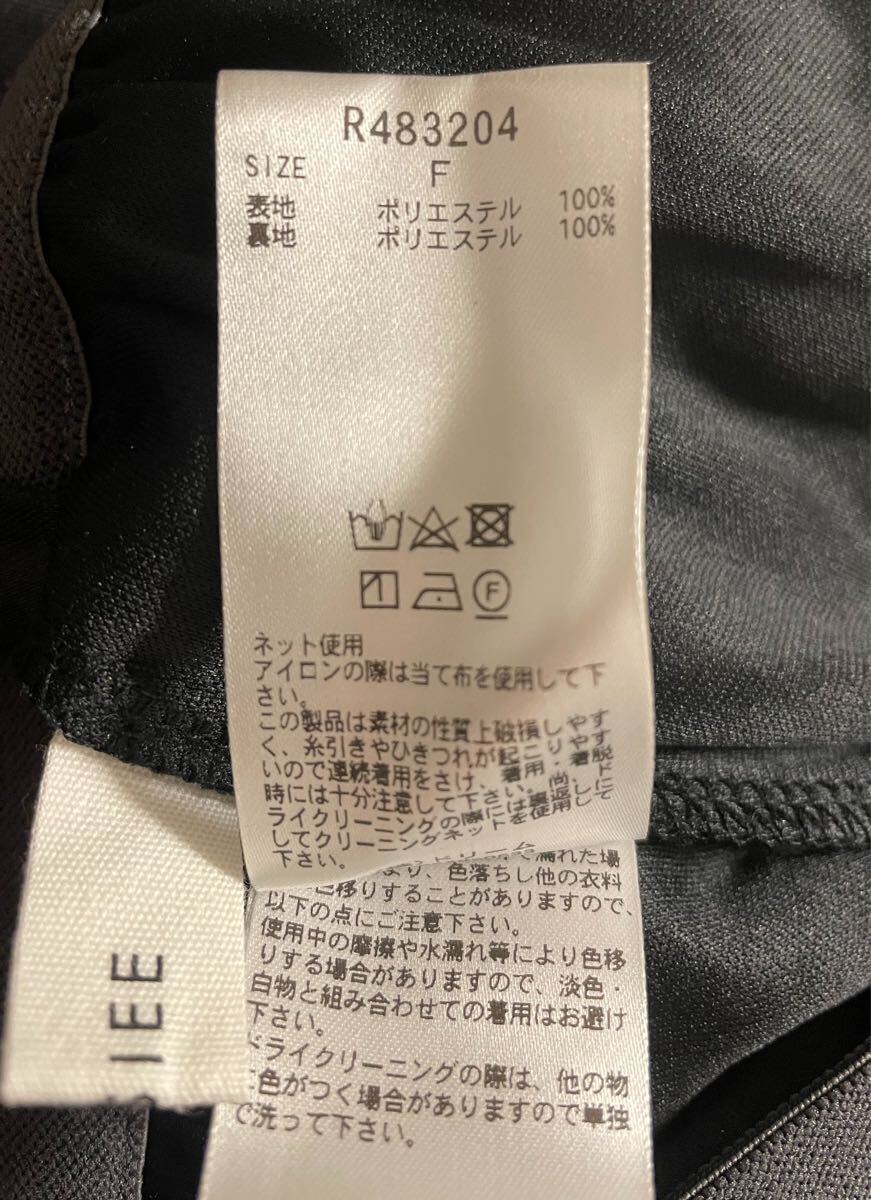 R483204
SIZE F
表地 ポリエステル 100%
裏地 ポリエステル 100%
F
ネット使用
アイロンの際は当て布を使用して下
さい。
この製品は素材の性質上破損しやす
く、糸引きやひきつれが起こりやす
いので連続着用をさけ、着用・着脱
時には十分注意して下さい。尚、ド
ライクリーニングの際には裏返しに
してクリーニングネットを使用して
下さい。
で濡れた場
より、色落ちし他の衣料
色移りすることがありますので、
以下の点にご注意下さい。
使用中の摩擦や水濡れ等により色移
りする場合がありますので、淡色・
白物と組み合わせての着用はお避け
下さい。
ドライクリーニングの際は、他の物
に色がつく場合がありますので単独
で洗って下さい。
IEE